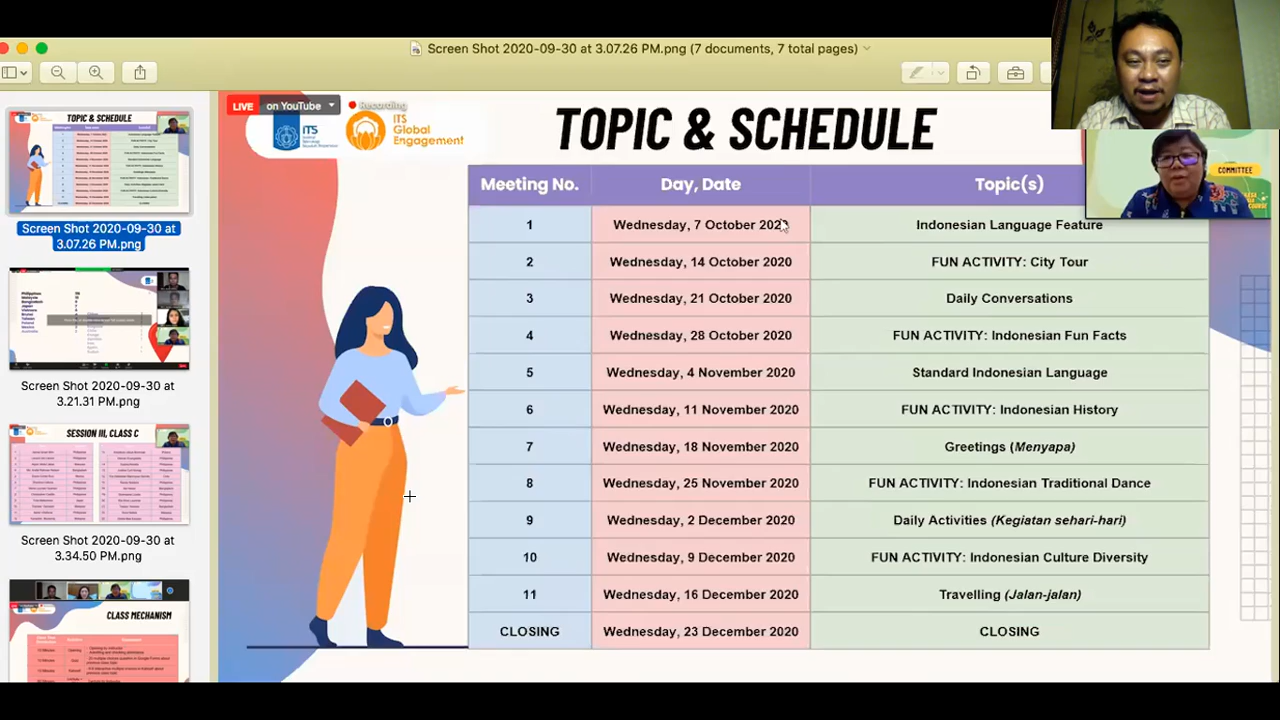 Screen Shot 2020-09-30 at 3.07.26 PM.png (7 documents, 7 total pages)
LIVE on YouTube
Recording
ITS
Global
Engagement
ITS
TOPIC & SCHEDULE
Meeting No. Day, Date Topic(s)
1 Wednesday, 7 October 2020 Indonesian Language Feature
2 Wednesday, 14 October 2020 FUN ACTIVITY: City Tour
3 Wednesday, 21 October 2020 Daily Conversations
4 Wednesday, 28 October 2020 FUN ACTIVITY: Indonesian Fun Facts
5 Wednesday, 4 November 2020 Standard Indonesian Language
6 Wednesday, 11 November 2020 FUN ACTIVITY: Indonesian History
7 Wednesday, 18 November 2020 Greetings (Menyapa)
8 Wednesday, 25 November 2020 FUN ACTIVITY: Indonesian Traditional Dance
9 Wednesday, 2 December 2020 Daily Activities (Kegiatan sehari-hari)
10 Wednesday, 9 December 2020 FUN ACTIVITY: Indonesian Culture Diversity
11 Wednesday, 16 December 2020 Travelling (Jalan-jalan)
CLOSING Wednesday, 23 December 2020 CLOSING
COMMITTEE
TOPIC & SCHEDULE
Screen Shot 2020-09-30 at
3.07.26 PM.png
Screen Shot 2020-09-30 at
3.21.31 PM.png
SESSION III, CLASS C
Screen Shot 2020-09-30 at
3.34.50 PM.png
CLASS MECHANISM